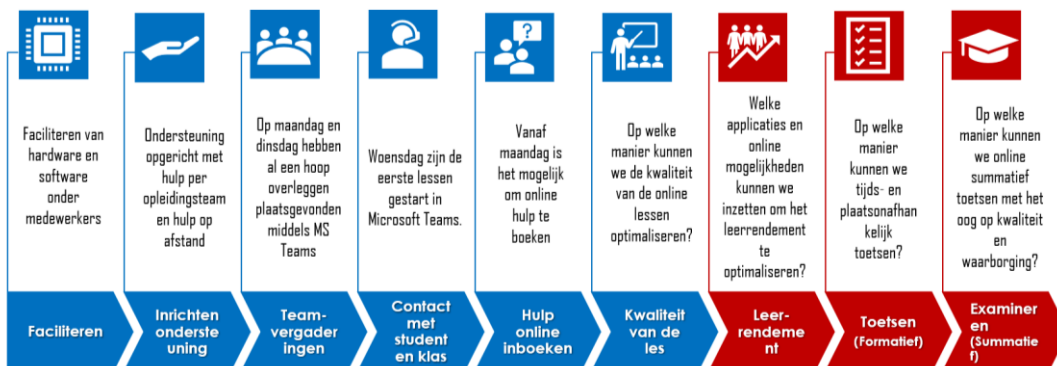 ?
Faciliteren van
hardware en
software
onder
medewerkers
Ondersteuning
opgericht met
hulp per
opleidingsteam
en hulp op
afstand
Op maandag en
dinsdag hebben
al een hoop
overleggen
plaatsgevonden
middels MS
Teams
Woensdag zijn de
eerste lessen
gestart in
Microsoft Teams.
Vanaf
maandag is
het mogelijk
om online
hulp te
boeken
Op welke
manier kunnen
we de kwaliteit
van de online
lessen
optimaliseren?
Welke
applicaties en
online
mogelijkheden
kunnen we
inzetten om het
leerrendement
te
optimaliseren?
Op welke
manier
kunnen we
tijds- en
plaatsonafhan
kelijk
toetsen?
Op welke
manier kunnen
we online
summatief
toetsen met het
oog op kwaliteit
en
waarborging?
Faciliteren
Inrichten
onderste
uning
Team-
vergader
ingen
Contact
met
student
en klas
Hulp
online
inboeken
Kwaliteit
van de
les
Leer-
rendeme
nt
Toetsen
(Formatief)
Examiner
en
(Summatie
f)